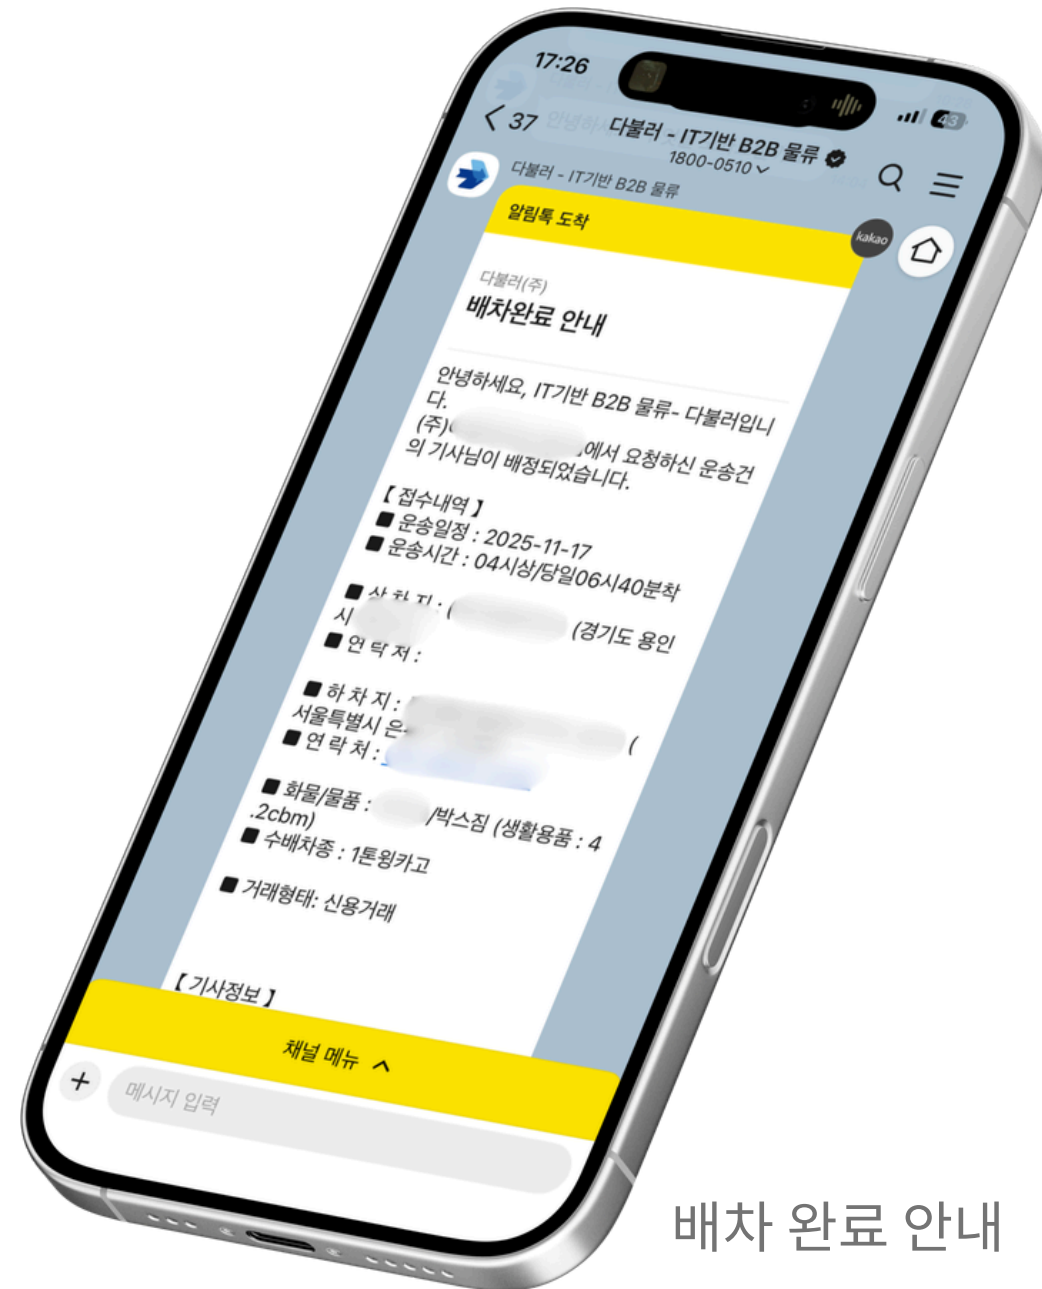 17:26
43
37 다불러 - IT기반 B2B 물류
1800-0510
다불러 - IT기반 B2B 물류
알림톡 도착
kakao
다불러(주)
배차완료 안내
안녕하세요, IT기반 B2B 물류- 다불러입니
다.
(주) 에서 요청하신 운송건
의 기사님이 배정되었습니다.
【 접수내역 】
■ 운송일정 : 2025-11-17
■ 운송시간 : 04시상/당일06시40분착
■ 상 차 지 : ( (경기도 용인
시
■ 연 락 처 :
■ 하 차 지 :
서울특별시 은 (
■ 연 락 처 :
■ 화물/물품 : /박스짐 (생활용품 : 4
.2cbm)
■ 수배차종 : 1톤윙카고
■ 거래형태: 신용거래
【 기사정보 】
채널 메뉴
+ 메시지 입력
배차 완료 안내